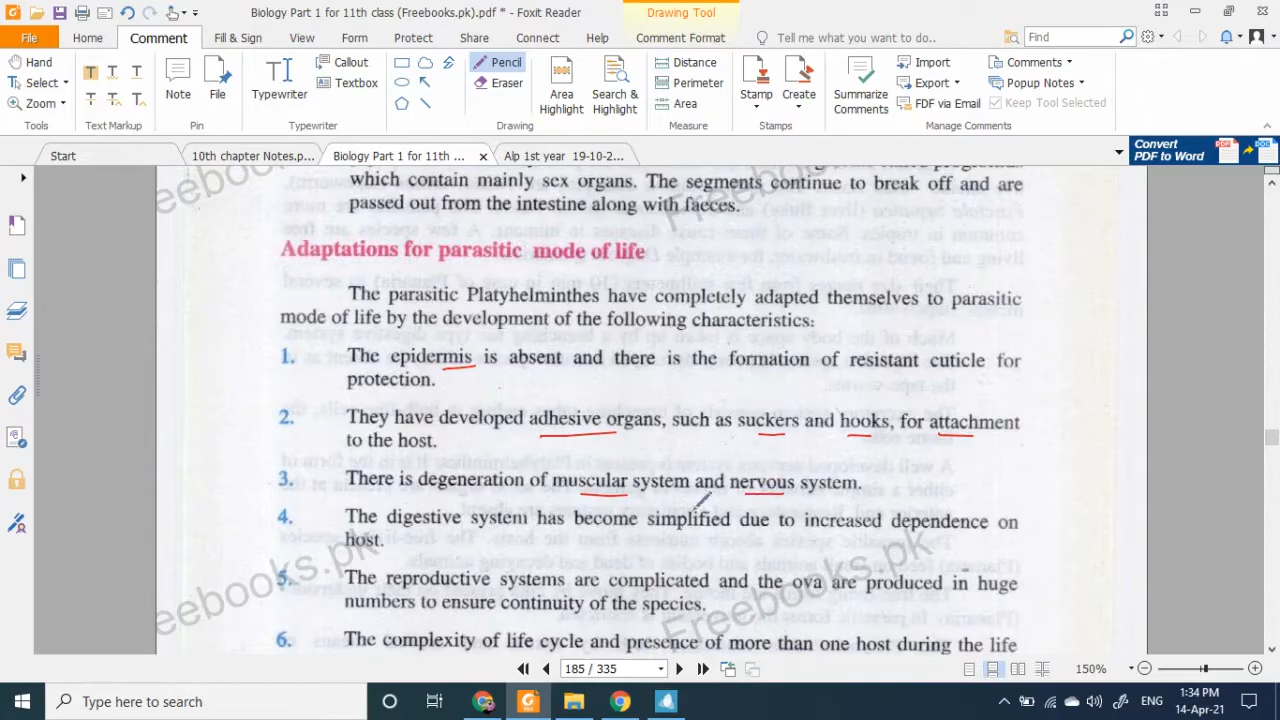 Biology Part 1 for 11th class (Freebooks.pk).pdf * - Foxit Reader
Drawing Tool
File Home Comment Fill & Sign View Form Protect Share Connect Help Comment Format Tell me what you want to do.. Find
Hand
Select
Zoom
Tools
Text Markup
Note
File
Pin
Typewriter
Callout
Textbox
Typewriter
Pencil
Eraser
Drawing
Area Highlight
Search & Highlight
Distance
Perimeter
Area
Measure
Stamp
Create
Stamps
Summarize Comments
Import
Export
FDF via Email
Comments
Popup Notes
Keep Tool Selected
Manage Comments
Start 10th chapter Notes.p... Biology Part 1 for 11th ... Alp 1st year 19-10-2...
Convert
PDF to Word
which contain mainly sex organs. The segments continue to break off and are
passed out from the intestine along with faeces.
Adaptations for parasitic mode of life
The parasitic Platyhelminthes have completely adapted themselves to parasitic
mode of life by the development of the following characteristics:
1. The epidermis is absent and there is the formation of resistant cuticle for
protection.
2. They have developed adhesive organs, such as suckers and hooks, for attachment
to the host.
3. There is degeneration of muscular system and nervous system.
4. The digestive system has become simplified due to increased dependence on
host.
5. The reproductive systems are complicated and the ova are produced in huge
numbers to ensure continuity of the species.
6. The complexity of life cycle and presence of more than one host during the life
Freebooks.pk
Freebooks.pk
185 / 335
150%
Type here to search
ENG
1:34 PM
14-Apr-21